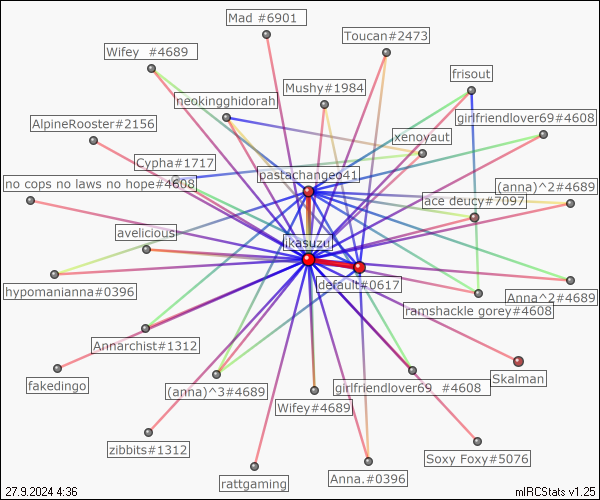 Mad #6901
Toucan#2473
Wifey  #4689
frisout
Mushy#1984
neokingghidorah
girlfriendlover69#4608
AlpineRooster#2156
xenovaut
Cypha#1717
pastachangeo41
no cops no laws no hope#4608
(anna)^2#4689
ace deucy#7097
avelicious
ikasuzu
default#0617
hypomanianna#0396
Anna^2#4689
ramshackle gorey#4608
Annarchist#1312
Skalman
fakedingo
(anna)^3#4689
girlfriendlover69  #4608
Wifey#4689
zibbits#1312
Soxy Foxy#5076
rattgaming
Anna.#0396
27.9.2024 4:36
mIRCStats v1.25